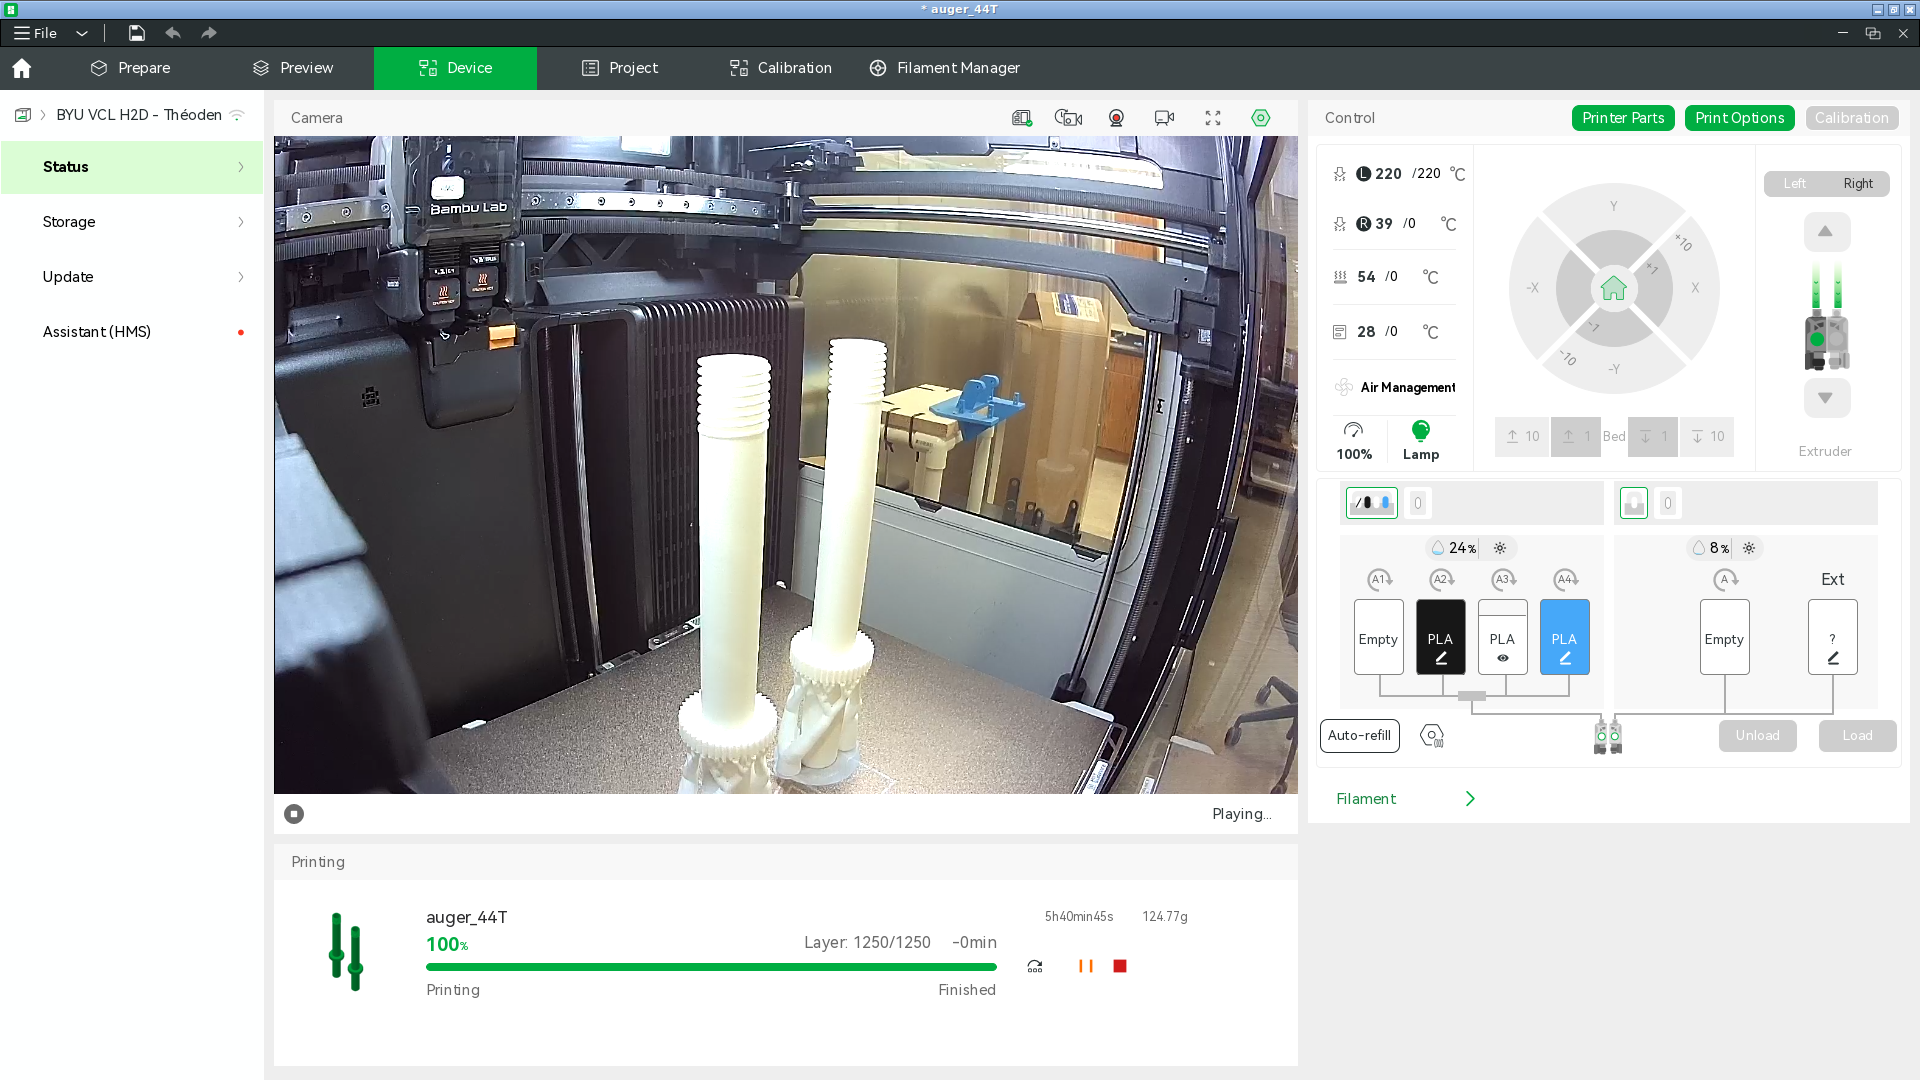 * auger_44T
File
Prepare
Preview
Device
Project
Calibration
Filament Manager
BYU VCL H2D - Théoden
Status
Storage
Update
Assistant (HMS)
Camera
Bambu Lab
Playing...
Printing
auger_44T
5h40min45s
124.77g
100%
Layer: 1250/1250
-0min
Printing
Finished
Control
Printer Parts
Print Options
Calibration
L 220 /220 °C
R 39 /0 °C
54 /0 °C
28 /0 °C
Air Management
100%
Lamp
Y
+10
+1
-X
X
-1
-10
-Y
10
1
Bed
1
10
Left
Right
Extruder
/
0
0
24%
8%
A1
A2
A3
A4
A
Ext
Empty
PLA
PLA
PLA
Empty
?
Auto-refill
Unload
Load
Filament